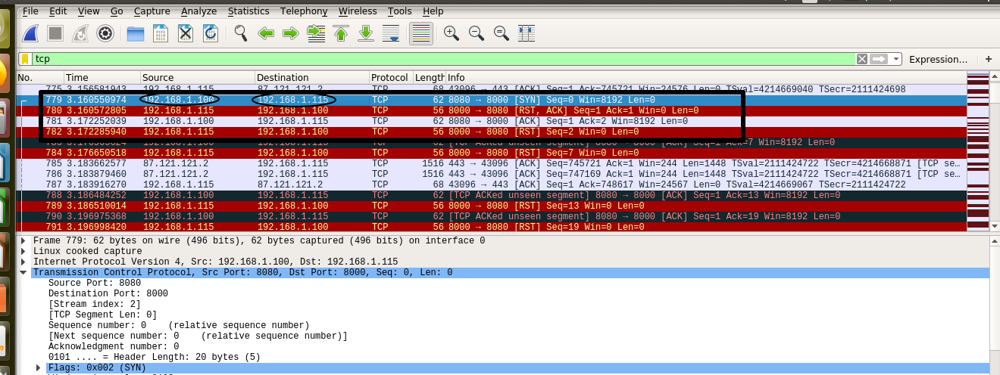 File Edit View Go Capture Analyze Statistics Telephony Wireless Tools Help
tcp
Expression… +
No. Time Source Destination Protocol Length Info
775 3.156581943 192.168.1.115 87.121.121.2 TCP 68 43096 → 443 [ACK] Seq=1 Ack=745721 Win=24576 Len=0 TSval=4214669040 TSecr=2111424698
779 3.160550974 192.168.1.100 192.168.1.115 TCP 62 8080 → 8000 [SYN] Seq=0 Win=8192 Len=0
780 3.160572805 192.168.1.115 192.168.1.100 TCP 56 8000 → 8080 [RST, ACK] Seq=1 Ack=1 Win=0 Len=0
781 3.172252039 192.168.1.100 192.168.1.115 TCP 62 8080 → 8000 [ACK] Seq=1 Ack=2 Win=8192 Len=0
782 3.172285940 192.168.1.115 192.168.1.100 TCP 56 8000 → 8080 [RST] Seq=2 Win=0 Len=0
192.168.1.100 192.168.1.115 TCP 62 [TCP ACKed unseen segment] 8080 → 8000 [ACK] Seq=1 Ack=7 Win=8192 Len=0
784 3.176650518 192.168.1.115 192.168.1.100 TCP 56 8000 → 8080 [RST] Seq=7 Win=0 Len=0
785 3.183662577 87.121.121.2 192.168.1.115 TCP 1516 443 → 43096 [ACK] Seq=745721 Ack=1 Win=244 Len=1448 TSval=2111424722 TSecr=4214668871 [TCP se…
786 3.183879460 87.121.121.2 192.168.1.115 TCP 1516 443 → 43096 [ACK] Seq=747169 Ack=1 Win=244 Len=1448 TSval=2111424722 TSecr=4214668871 [TCP se…
787 3.183916270 192.168.1.115 87.121.121.2 TCP 68 43096 → 443 [ACK] Seq=1 Ack=748617 Win=24567 Len=0 TSval=4214669067 TSecr=2111424722
788 3.186484252 192.168.1.100 192.168.1.115 TCP 62 [TCP ACKed unseen segment] 8080 → 8000 [ACK] Seq=1 Ack=13 Win=8192 Len=0
789 3.186510014 192.168.1.115 192.168.1.100 TCP 56 8000 → 8080 [RST] Seq=13 Win=0 Len=0
790 3.196975368 192.168.1.100 192.168.1.115 TCP 62 [TCP ACKed unseen segment] 8080 → 8000 [ACK] Seq=1 Ack=19 Win=8192 Len=0
791 3.196998420 192.168.1.115 192.168.1.100 TCP 56 8000 → 8080 [RST] Seq=19 Win=0 Len=0
Frame 779: 62 bytes on wire (496 bits), 62 bytes captured (496 bits) on interface 0
Linux cooked capture
Internet Protocol Version 4, Src: 192.168.1.100, Dst: 192.168.1.115
Transmission Control Protocol, Src Port: 8080, Dst Port: 8000, Seq: 0, Len: 0
Source Port: 8080
Destination Port: 8000
[Stream index: 2]
[TCP Segment Len: 0]
Sequence number: 0 (relative sequence number)
[Next sequence number: 0 (relative sequence number)]
Acknowledgment number: 0
0101 .... = Header Length: 20 bytes (5)
Flags: 0x002 (SYN)